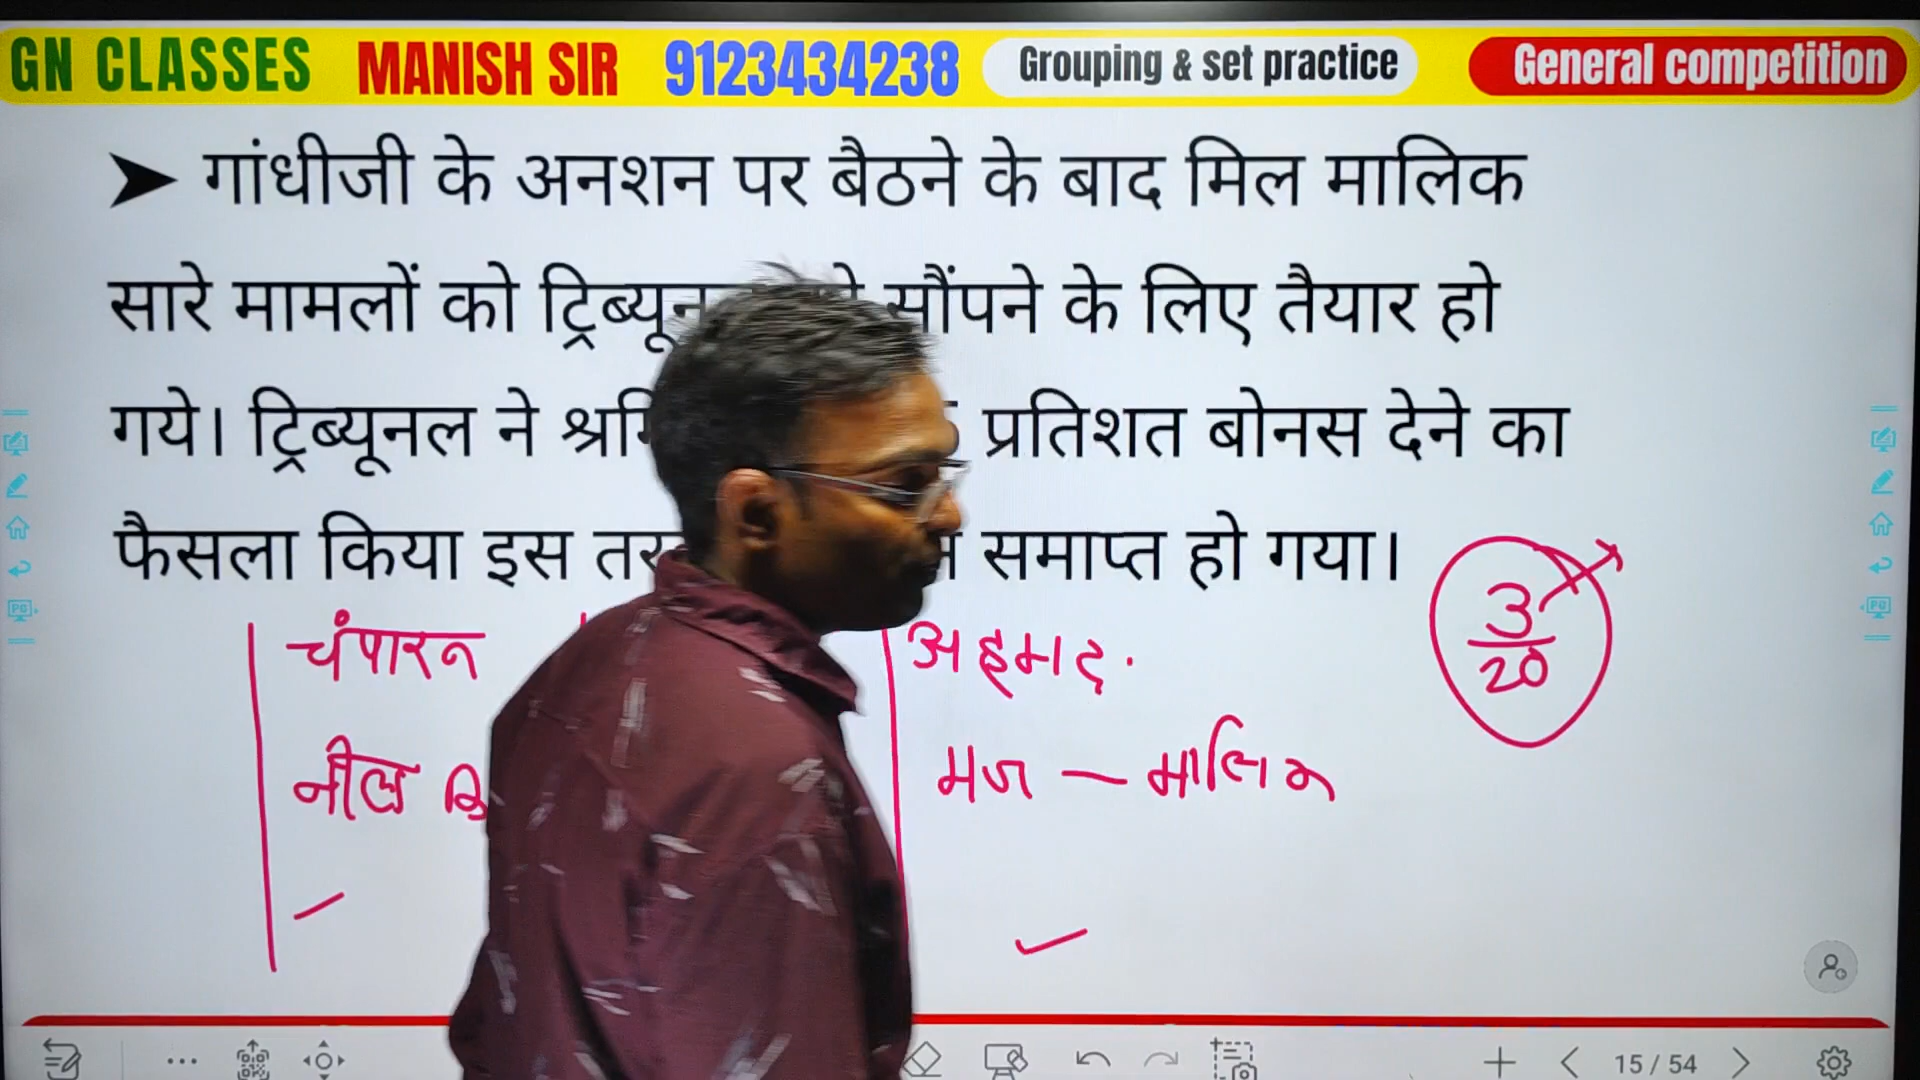 GN CLASSES MANISH SIR 9123434238 Grouping & set practice General competition
➤ गांधीजी के अनशन पर बैठने के बाद मिल मालिक
सारे मामलों को सौंपने के लिए तैयार हो
गये। ट्रिब्यूनल ने प्रतिशत बोनस देने का
फैसला किया इस समाप्त हो गया।
चंपारन अहमद.
3
20
नील मज — मालिक
15 / 54